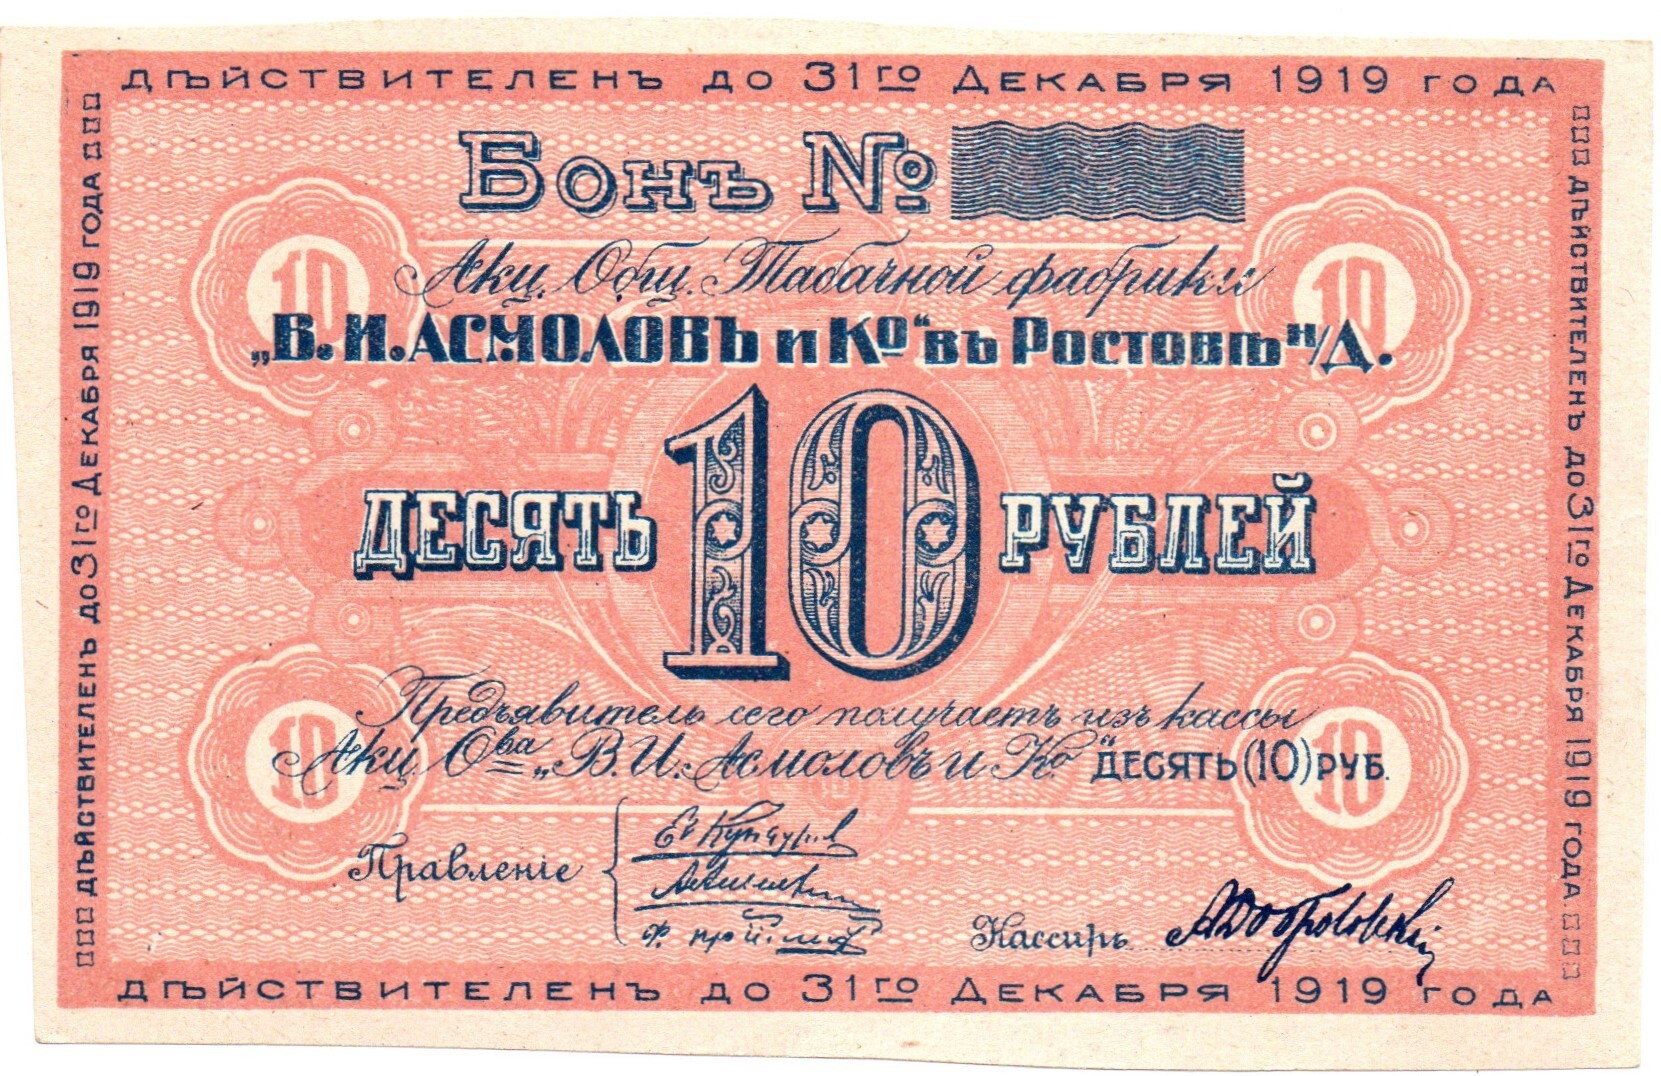 ДѢЙСТВИТЕЛЕНЪ ДО 31ГО ДЕКАБРЯ 1919 ГОДА
Бонъ №
Акц. Общ. Табачной фабрики
„В. И. АСМОЛОВЪ и Ко“ въ Ростовѣ н/Д.
10
10
ДЕСЯТЬ 10 РУБЛЕЙ
Предъявитель сего получаетъ изъ кассы
Акц. О-ва „В. И. Асмоловъ и Ко“ ДЕСЯТЬ (10) РУБ.
10
10
Правленіе
Кассиръ
ДѢЙСТВИТЕЛЕНЪ ДО 31ГО ДЕКАБРЯ 1919 ГОДА
ДѢЙСТВИТЕЛЕНЪ ДО 31ГО ДЕКАБРЯ 1919 ГОДА
ДѢЙСТВИТЕЛЕНЪ ДО 31ГО ДЕКАБРЯ 1919 ГОДА